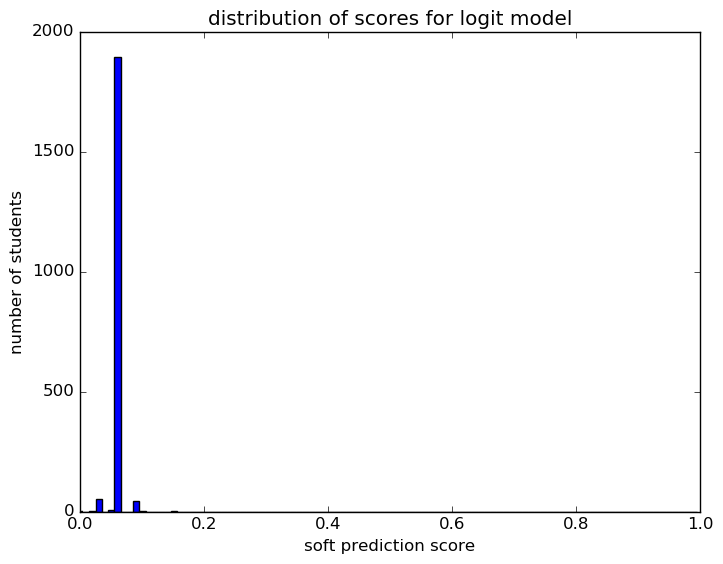 distribution of scores for logit model
2000
1500
1000
500
0
number of students
0.0 0.2 0.4 0.6 0.8 1.0
soft prediction score